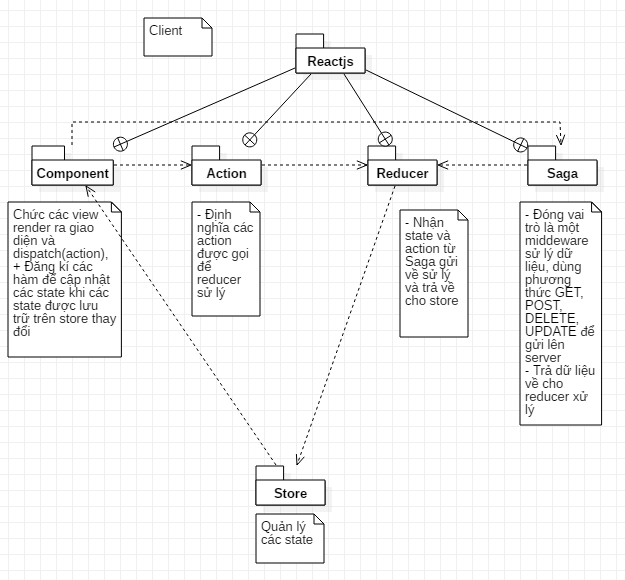 Client
Reactjs
Component
Action
Reducer
Saga
Chức các view
render ra giao
diện và
dispatch(action),
+ Đăng kí các
hàm để câp nhật
các state khi các
state được lưu
trữ trên store thay
đổi
- Định
nghĩa các
action
được gọi
để
reducer
sử lý
- Nhận
state và
action từ
Saga gửi
về sử lý
và trả về
cho store
- Đóng vai
trò là một
middeware
sử lý dữ
liệu, dùng
phương
thức GET,
POST,
DELETE,
UPDATE để
gửi lên
server
- Trả dữ liệu
về cho
reducer xử
lý
Store
Quản lý
các state